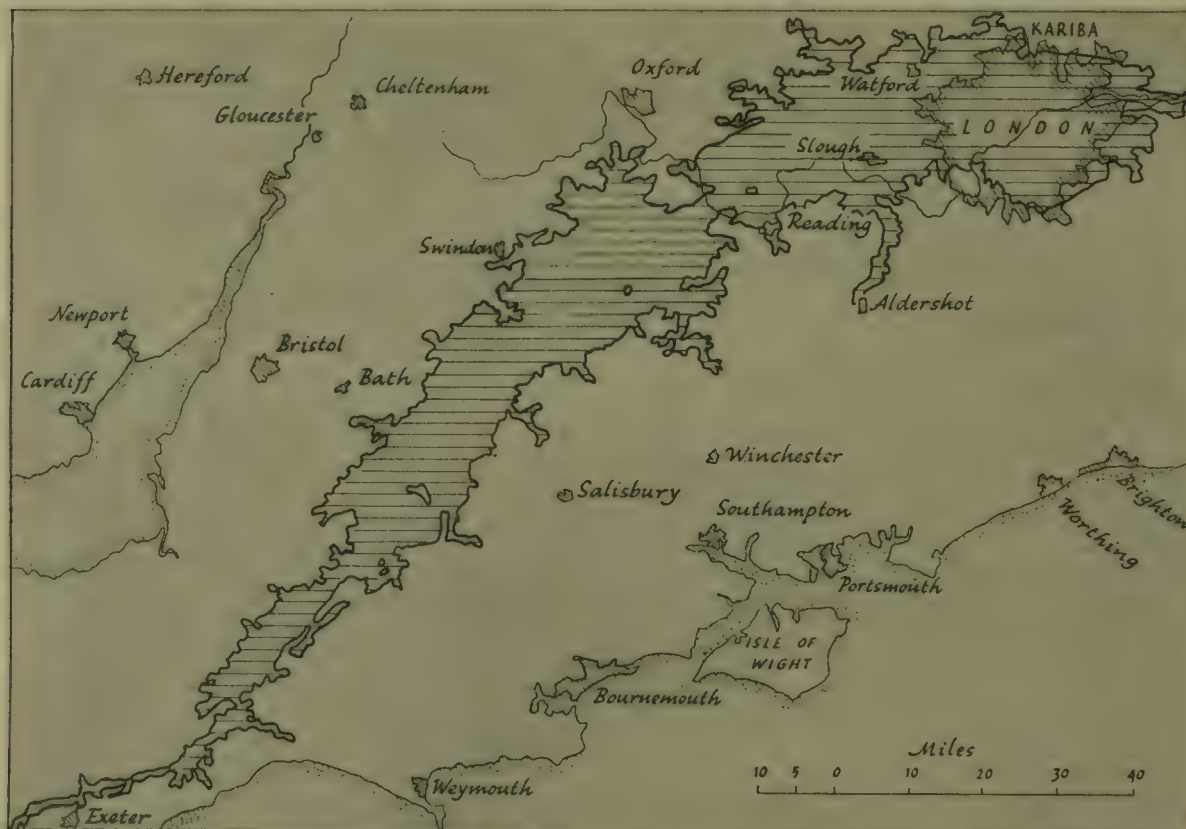 KARIBA
Hereford
Oxford
Cheltenham
Watford
Gloucester
LONDON
Slough
Reading
Swindon
Aldershot
Newport
Bristol
Cardiff
Bath
Winchester
Salisbury
Southampton
Brighton
Worthing
Portsmouth
ISLE OF
WIGHT
Bournemouth
Miles
10 5 0 10 20 30 40
Weymouth
Exeter